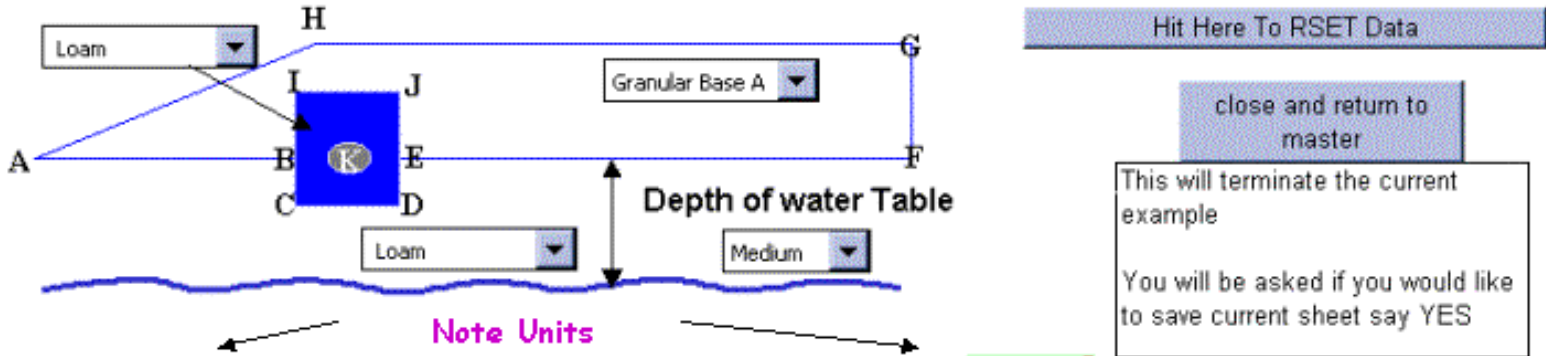 H
Hit Here To RSET Data
Loam
G
Granular Base A
I
J
close and return to
master
A
B
K
E
F
This will terminate the current
example
C
D
Depth of water Table
Loam
Medium
You will be asked if you would like
to save current sheet say YES
Note Units